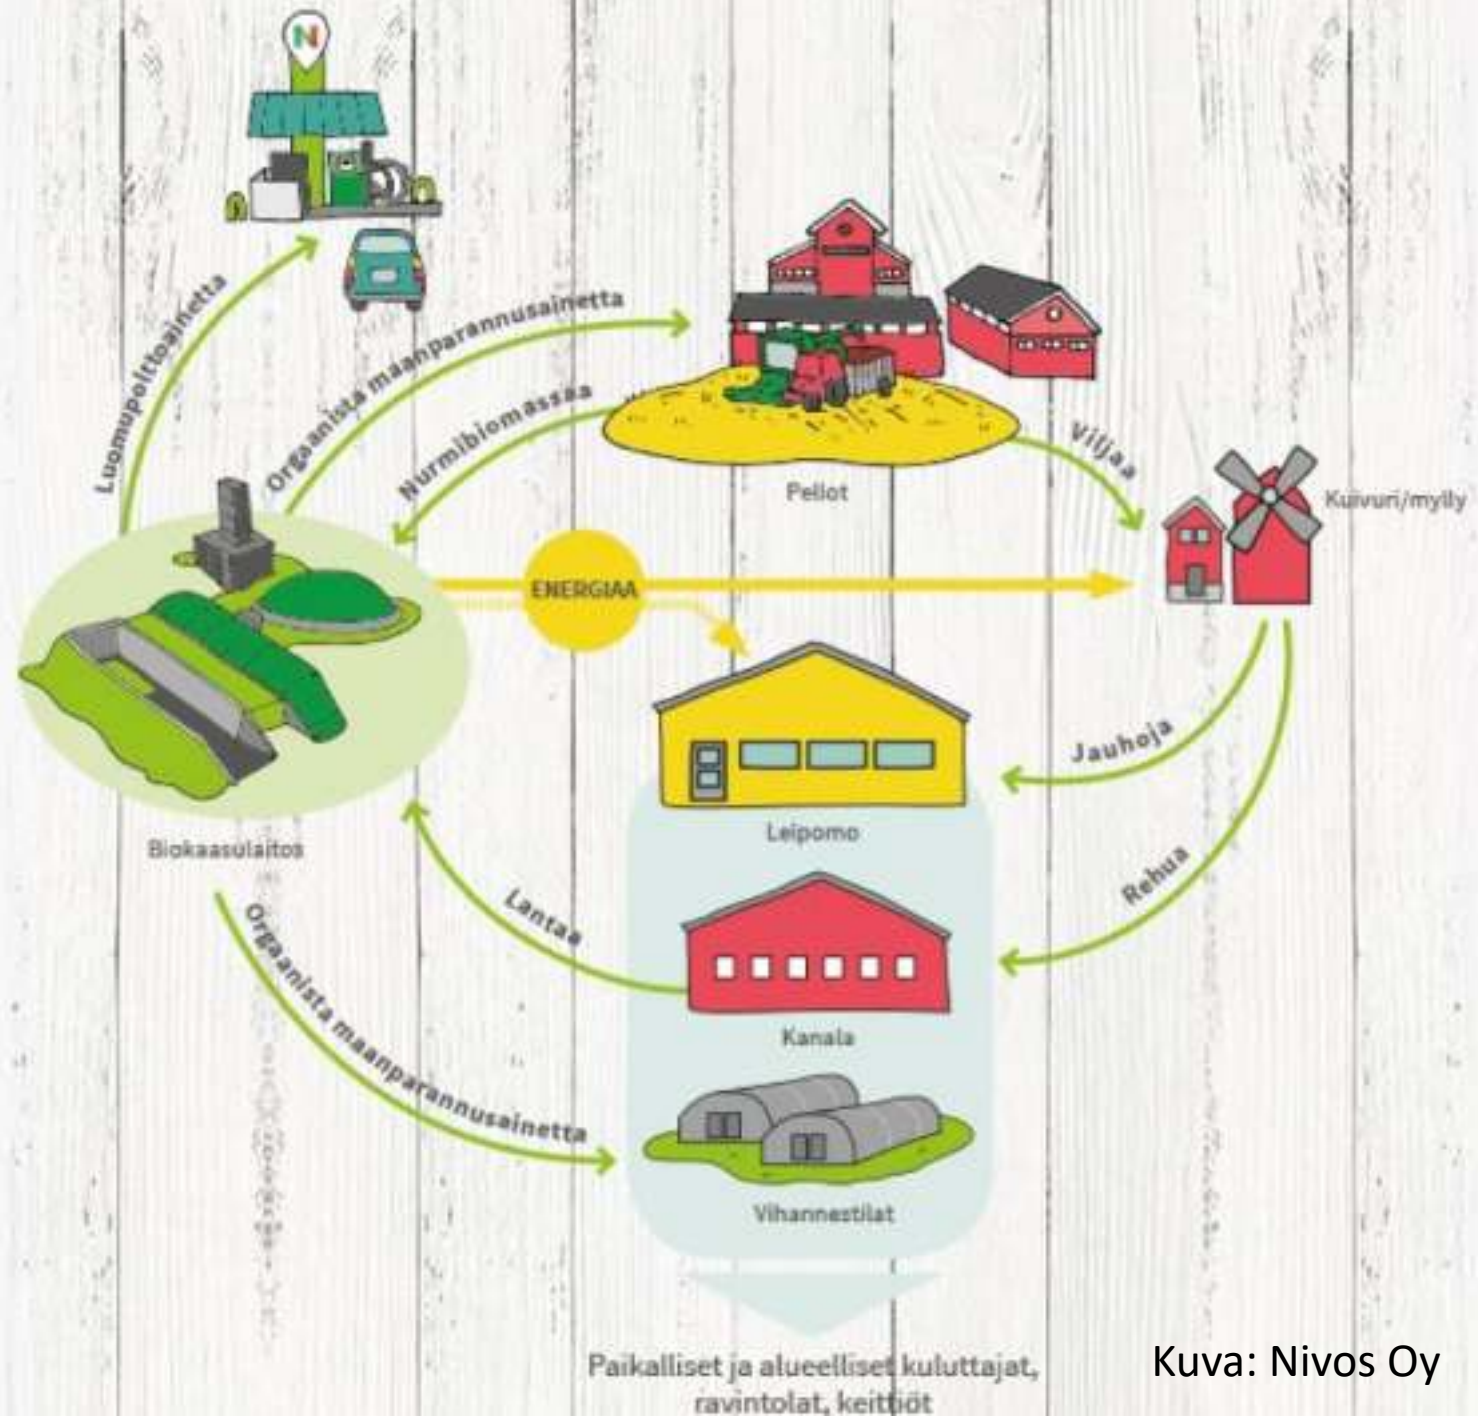 N
Luomupolttoainetta
Orgaanista maanparannusainetta
Nurmibiomassaa
Pellot
Viljaa
Kuivuri/mylly
ENERGIAA
Jauhoja
Leipomo
Biokaasulaitos
Lantaa
Rehua
Orgaanista maanparannusainetta
Kanala
Vihannestilat
Paikalliset ja alueelliset kuluttajat,
ravintolat, keittiöt
Kuva: Nivos Oy